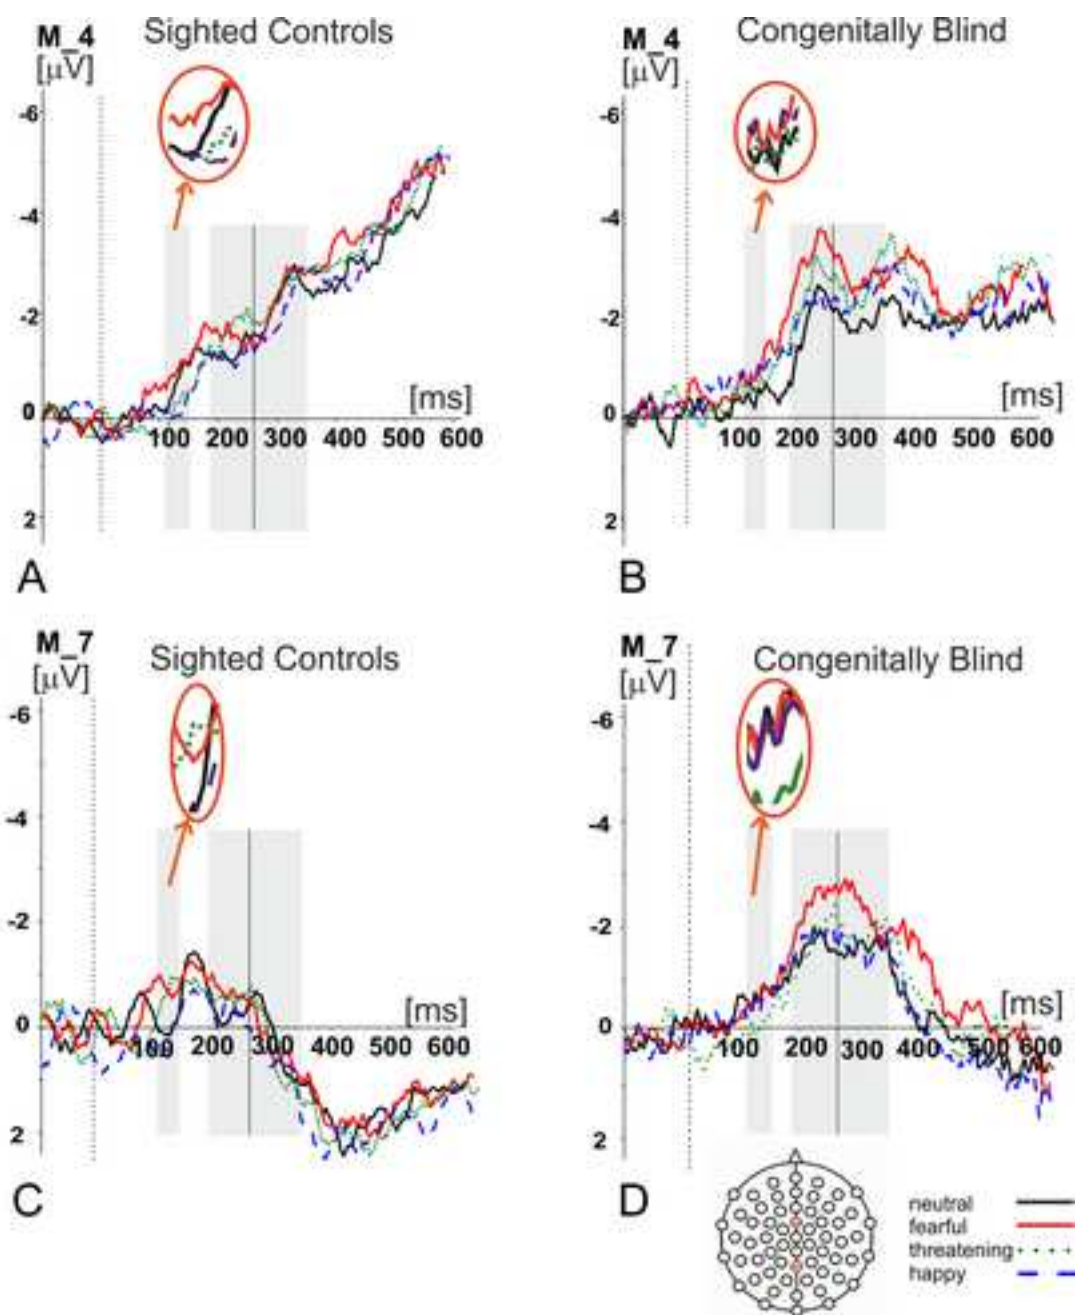 Sighted Controls
M_4
[μV]
-6
-4
-2
0
2
[ms]
100 200 300 400 500 600
A
Congenitally Blind
M_4
[μV]
-6
-4
-2
0
2
[ms]
100 200 300 400 500 600
B
M_7
Sighted Controls
[μV]
-6
-4
-2
0
2
[ms]
100 200 300 400 500 600
C
M_7
Congenitally Blind
[μV]
-6
-4
-2
0
2
[ms]
100 200 300 400 500 600
D
neutral
fearful
threatening
happy